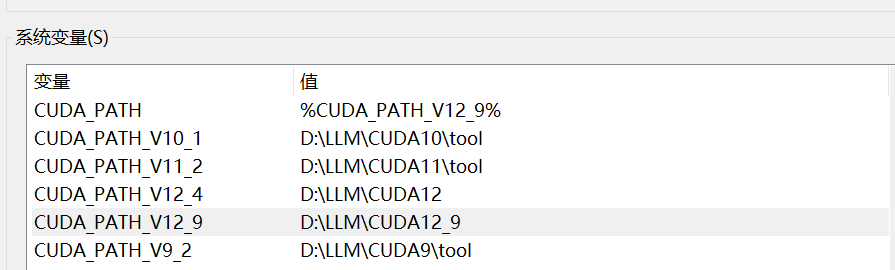 系统变量(S)
变量 值
CUDA_PATH %CUDA_PATH_V12_9%
CUDA_PATH_V10_1 D:\LLM\CUDA10\tool
CUDA_PATH_V11_2 D:\LLM\CUDA11\tool
CUDA_PATH_V12_4 D:\LLM\CUDA12
CUDA_PATH_V12_9 D:\LLM\CUDA12_9
CUDA_PATH_V9_2 D:\LLM\CUDA9\tool